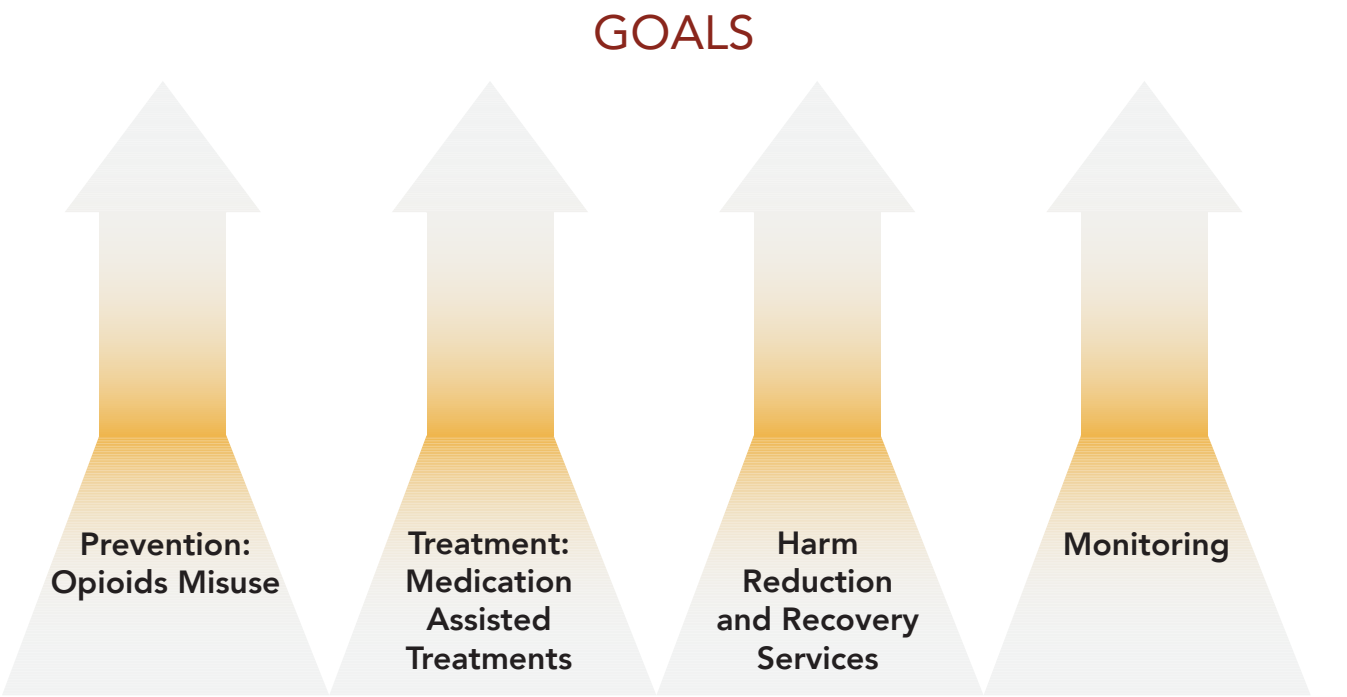 GOALS
Prevention:
Opioids Misuse
Treatment:
Medication
Assisted
Treatments
Harm
Reduction
and Recovery
Services
Monitoring